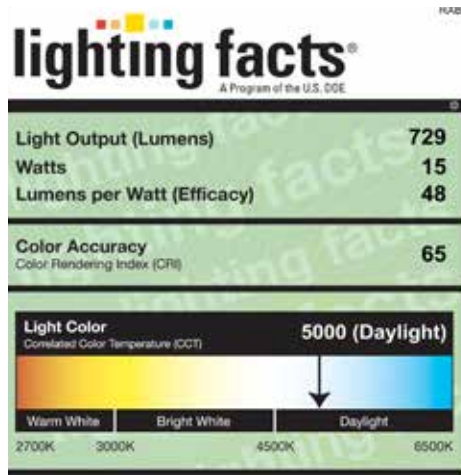 RAB
lighting facts®
A Program of the U.S. DOE
Light Output (Lumens) 729
Watts 15
Lumens per Watt (Efficacy) 48
Color Accuracy 65
Color Rendering Index (CRI)
Light Color 5000 (Daylight)
Correlated Color Temperature (CCT)
Warm White Bright White Daylight
2700K 3000K 4500K 6500K